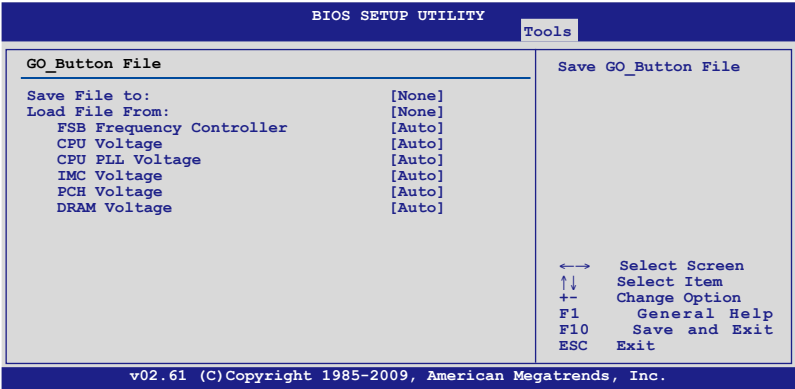 BIOS SETUP UTILITY
Tools
GO_Button File
Save File to: [None]
Load File From: [None]
FSB Frequency Controller [Auto]
CPU Voltage [Auto]
CPU PLL Voltage [Auto]
IMC Voltage [Auto]
PCH Voltage [Auto]
DRAM Voltage [Auto]
Save GO_Button File
←→ Select Screen
↑↓ Select Item
+- Change Option
F1 General Help
F10 Save and Exit
ESC Exit
v02.61 (C)Copyright 1985-2009, American Megatrends, Inc.